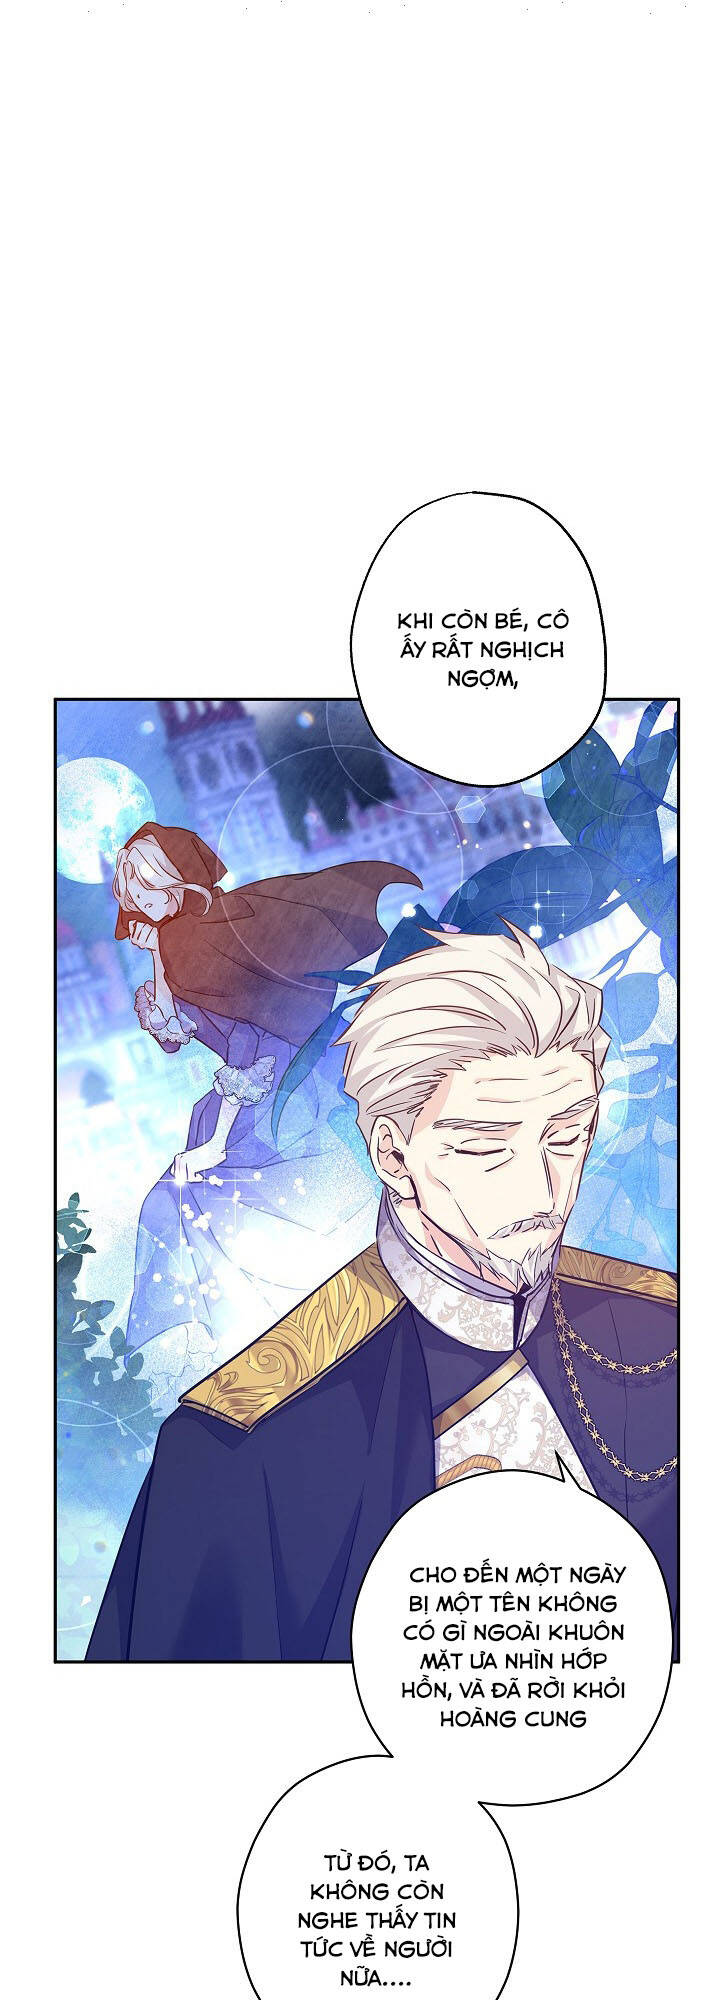 KHI CÒN BÉ, CÔ
ẤY RẤT NGHỊCH
NGỢM,
CHO ĐẾN MỘT NGÀY
BỊ MỘT TÊN KHÔNG
CÓ GÌ NGOÀI KHUÔN
MẶT ƯA NHÌN HỚP
HỒN, VÀ ĐÃ RỜI KHỎI
HOÀNG CUNG
TỪ ĐÓ, TA
KHÔNG CÒN
NGHE THẤY TIN
TỨC VỀ NGƯỜI
NỮA....